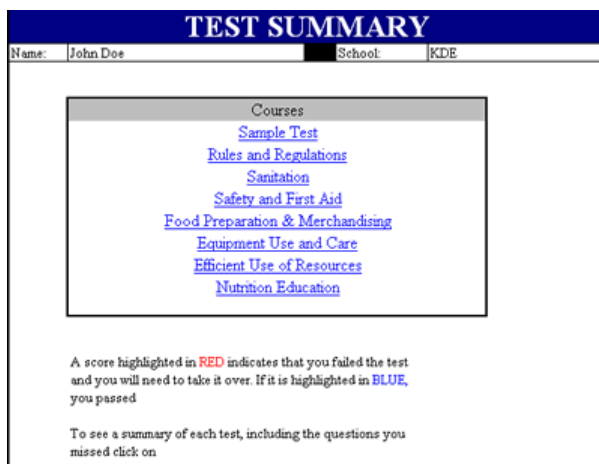 TEST SUMMARY
Name: John Doe School: KDE
Courses
Sample Test
Rules and Regulations
Sanitation
Safety and First Aid
Food Preparation & Merchandising
Equipment Use and Care
Efficient Use of Resources
Nutrition Education
A score highlighted in RED indicates that you failed the test
and you will need to take it over. If it is highlighted in BLUE,
you passed
To see a summary of each test, including the questions you
missed click on